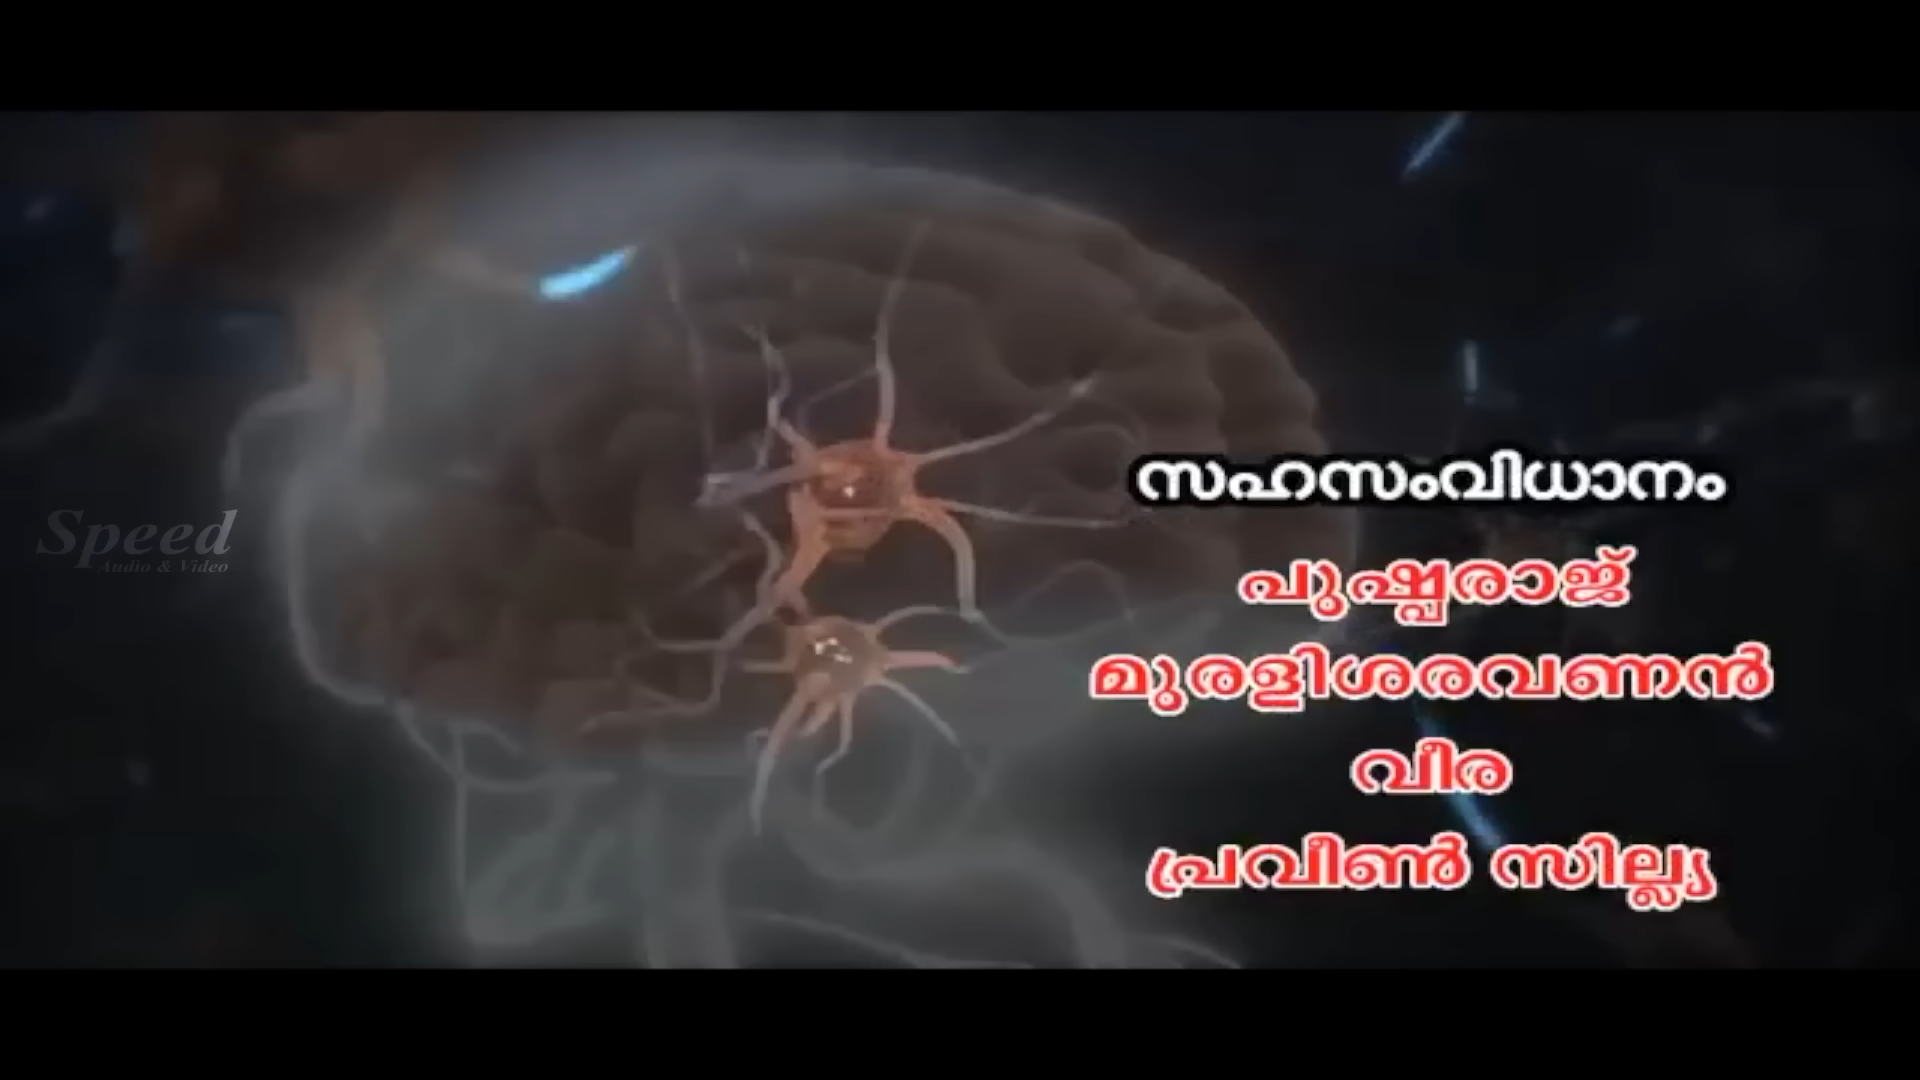 സഹസംവിധാനം
പുഷ്പരാജ്
മുരളിശരവണൻ
വീര
പ്രവീൺ സില്ല്യ
Speed
Audio & Video